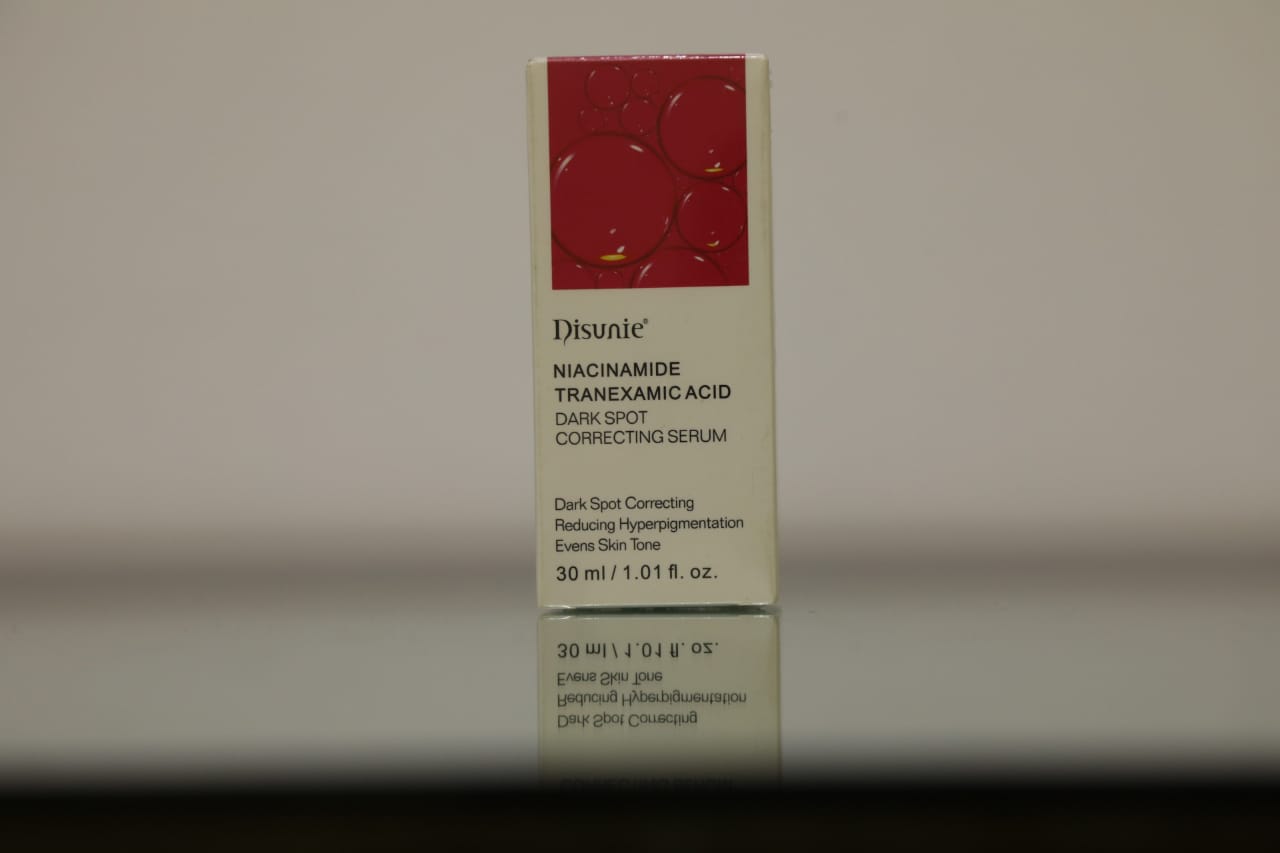 Disunie®
NIACINAMIDE
TRANEXAMIC ACID
DARK SPOT
CORRECTING SERUM
Dark Spot Correcting
Reducing Hyperpigmentation
Evens Skin Tone
30 ml / 1.01 fl. oz.